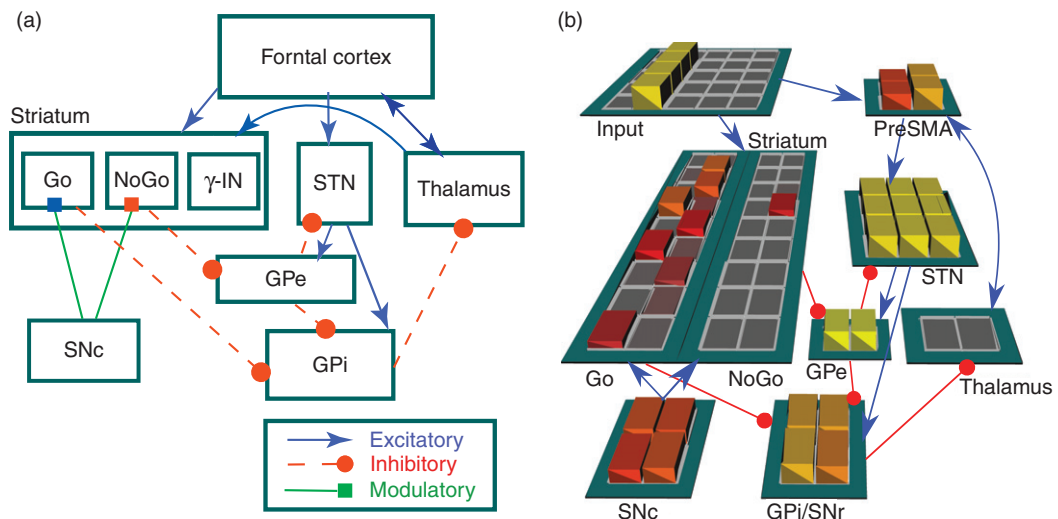 (a)
Forntal cortex
Striatum
Go
NoGo
γ-IN
STN
Thalamus
GPe
SNc
GPi
Excitatory
Inhibitory
Modulatory
(b)
Input
PreSMA
Striatum
STN
Go
NoGo
GPe
Thalamus
SNc
GPi/SNr